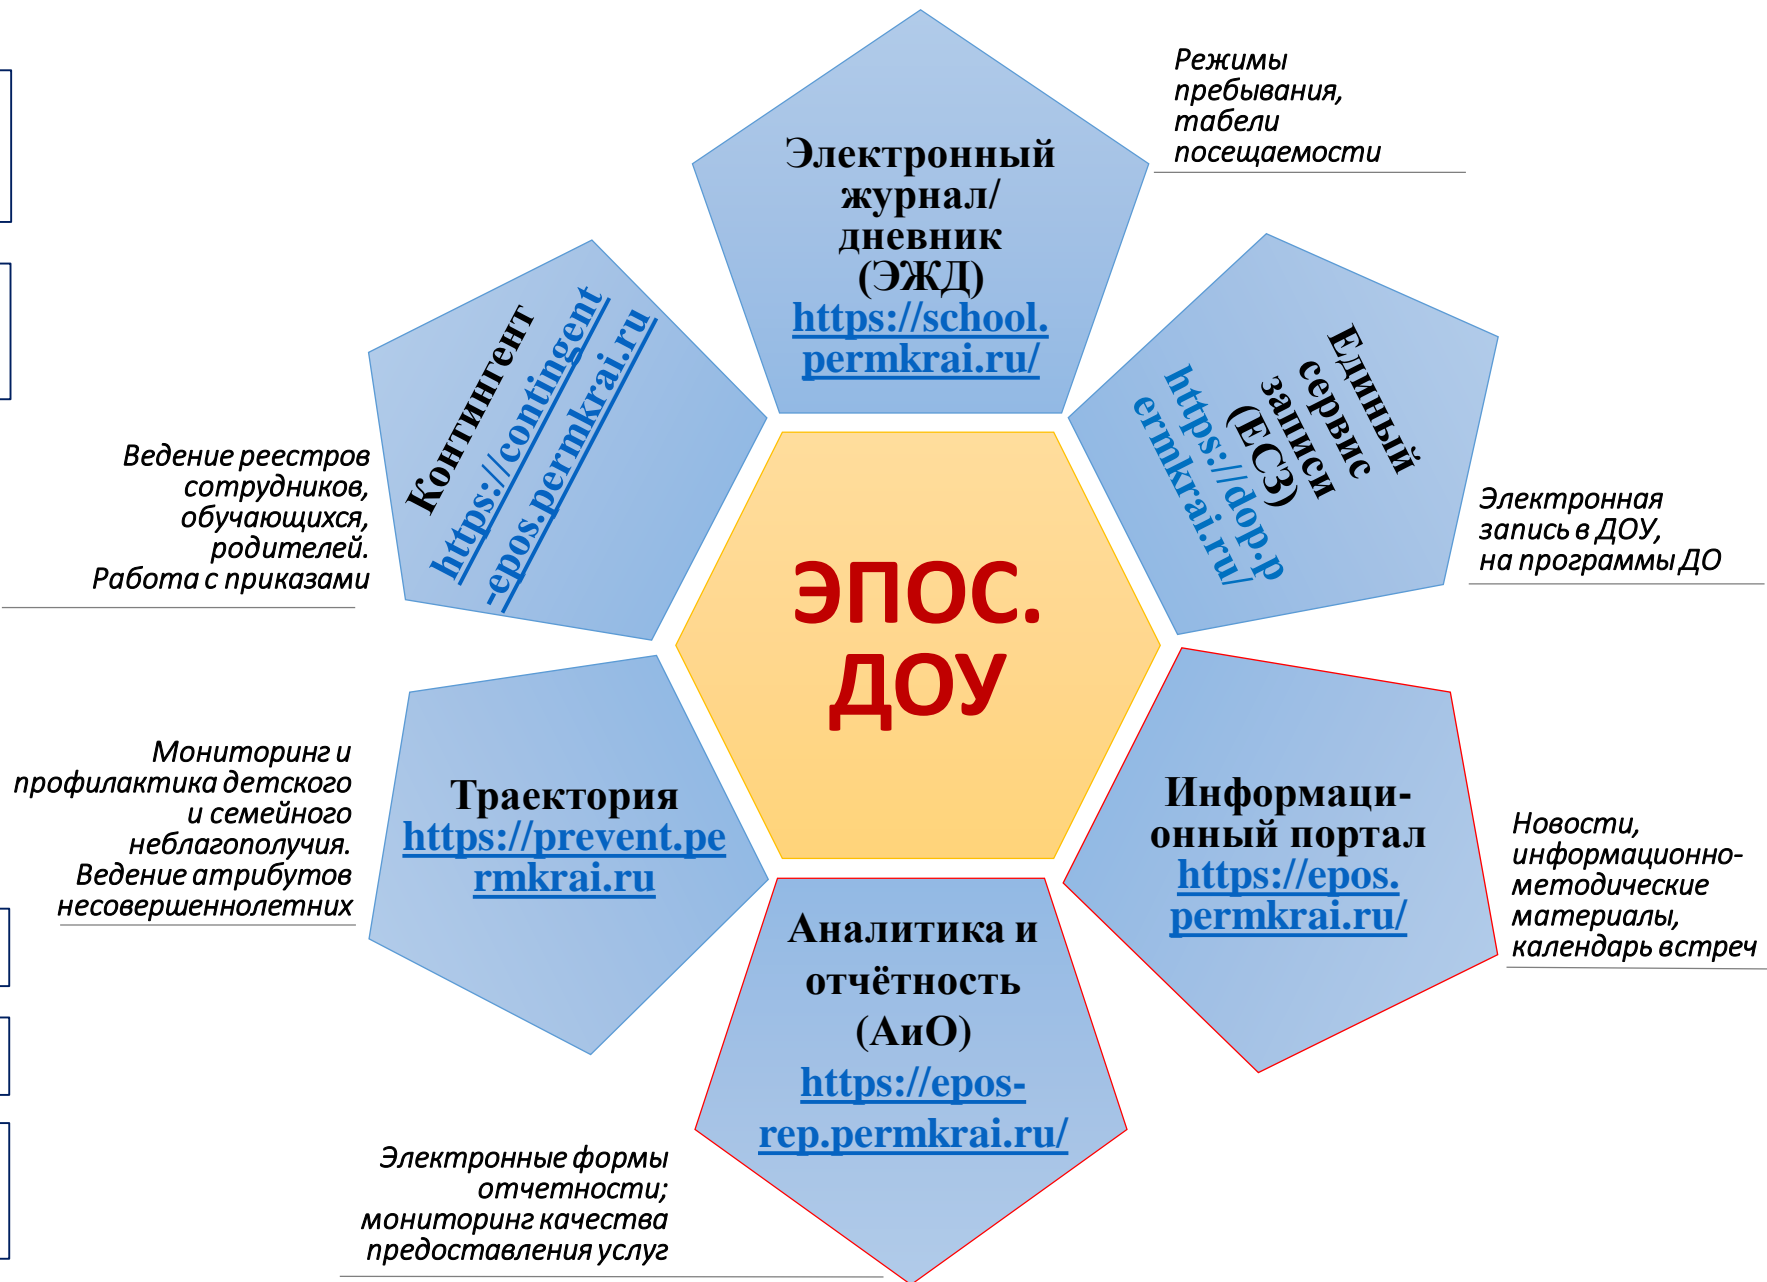 Режимы
пребывания,
табели
посещаемости
Электронный
журнал/
дневник
(ЭЖД)
https://school.
permkrai.ru/
Единый
сервис
записи
(ЕСЗ)
https://dop.p
ermkrai.ru/
Электронная
запись в ДОУ,
на программы ДО
Контингент
https://contingent
-epos.permkrai.ru
Ведение реестров
сотрудников,
обучающихся,
родителей.
Работа с приказами
ЭПОС.
ДОУ
Мониторинг и
профилактика детского
и семейного
неблагополучия.
Ведение атрибутов
несовершеннолетних
Траектория
https://prevent.pe
rmkrai.ru
Информаци-
онный портал
https://epos.
permkrai.ru/
Новости,
информационно-
методические
материалы,
календарь встреч
Аналитика и
отчётность
(АиО)
https://epos-
rep.permkrai.ru/
Электронные формы
отчетности;
мониторинг качества
предоставления услуг